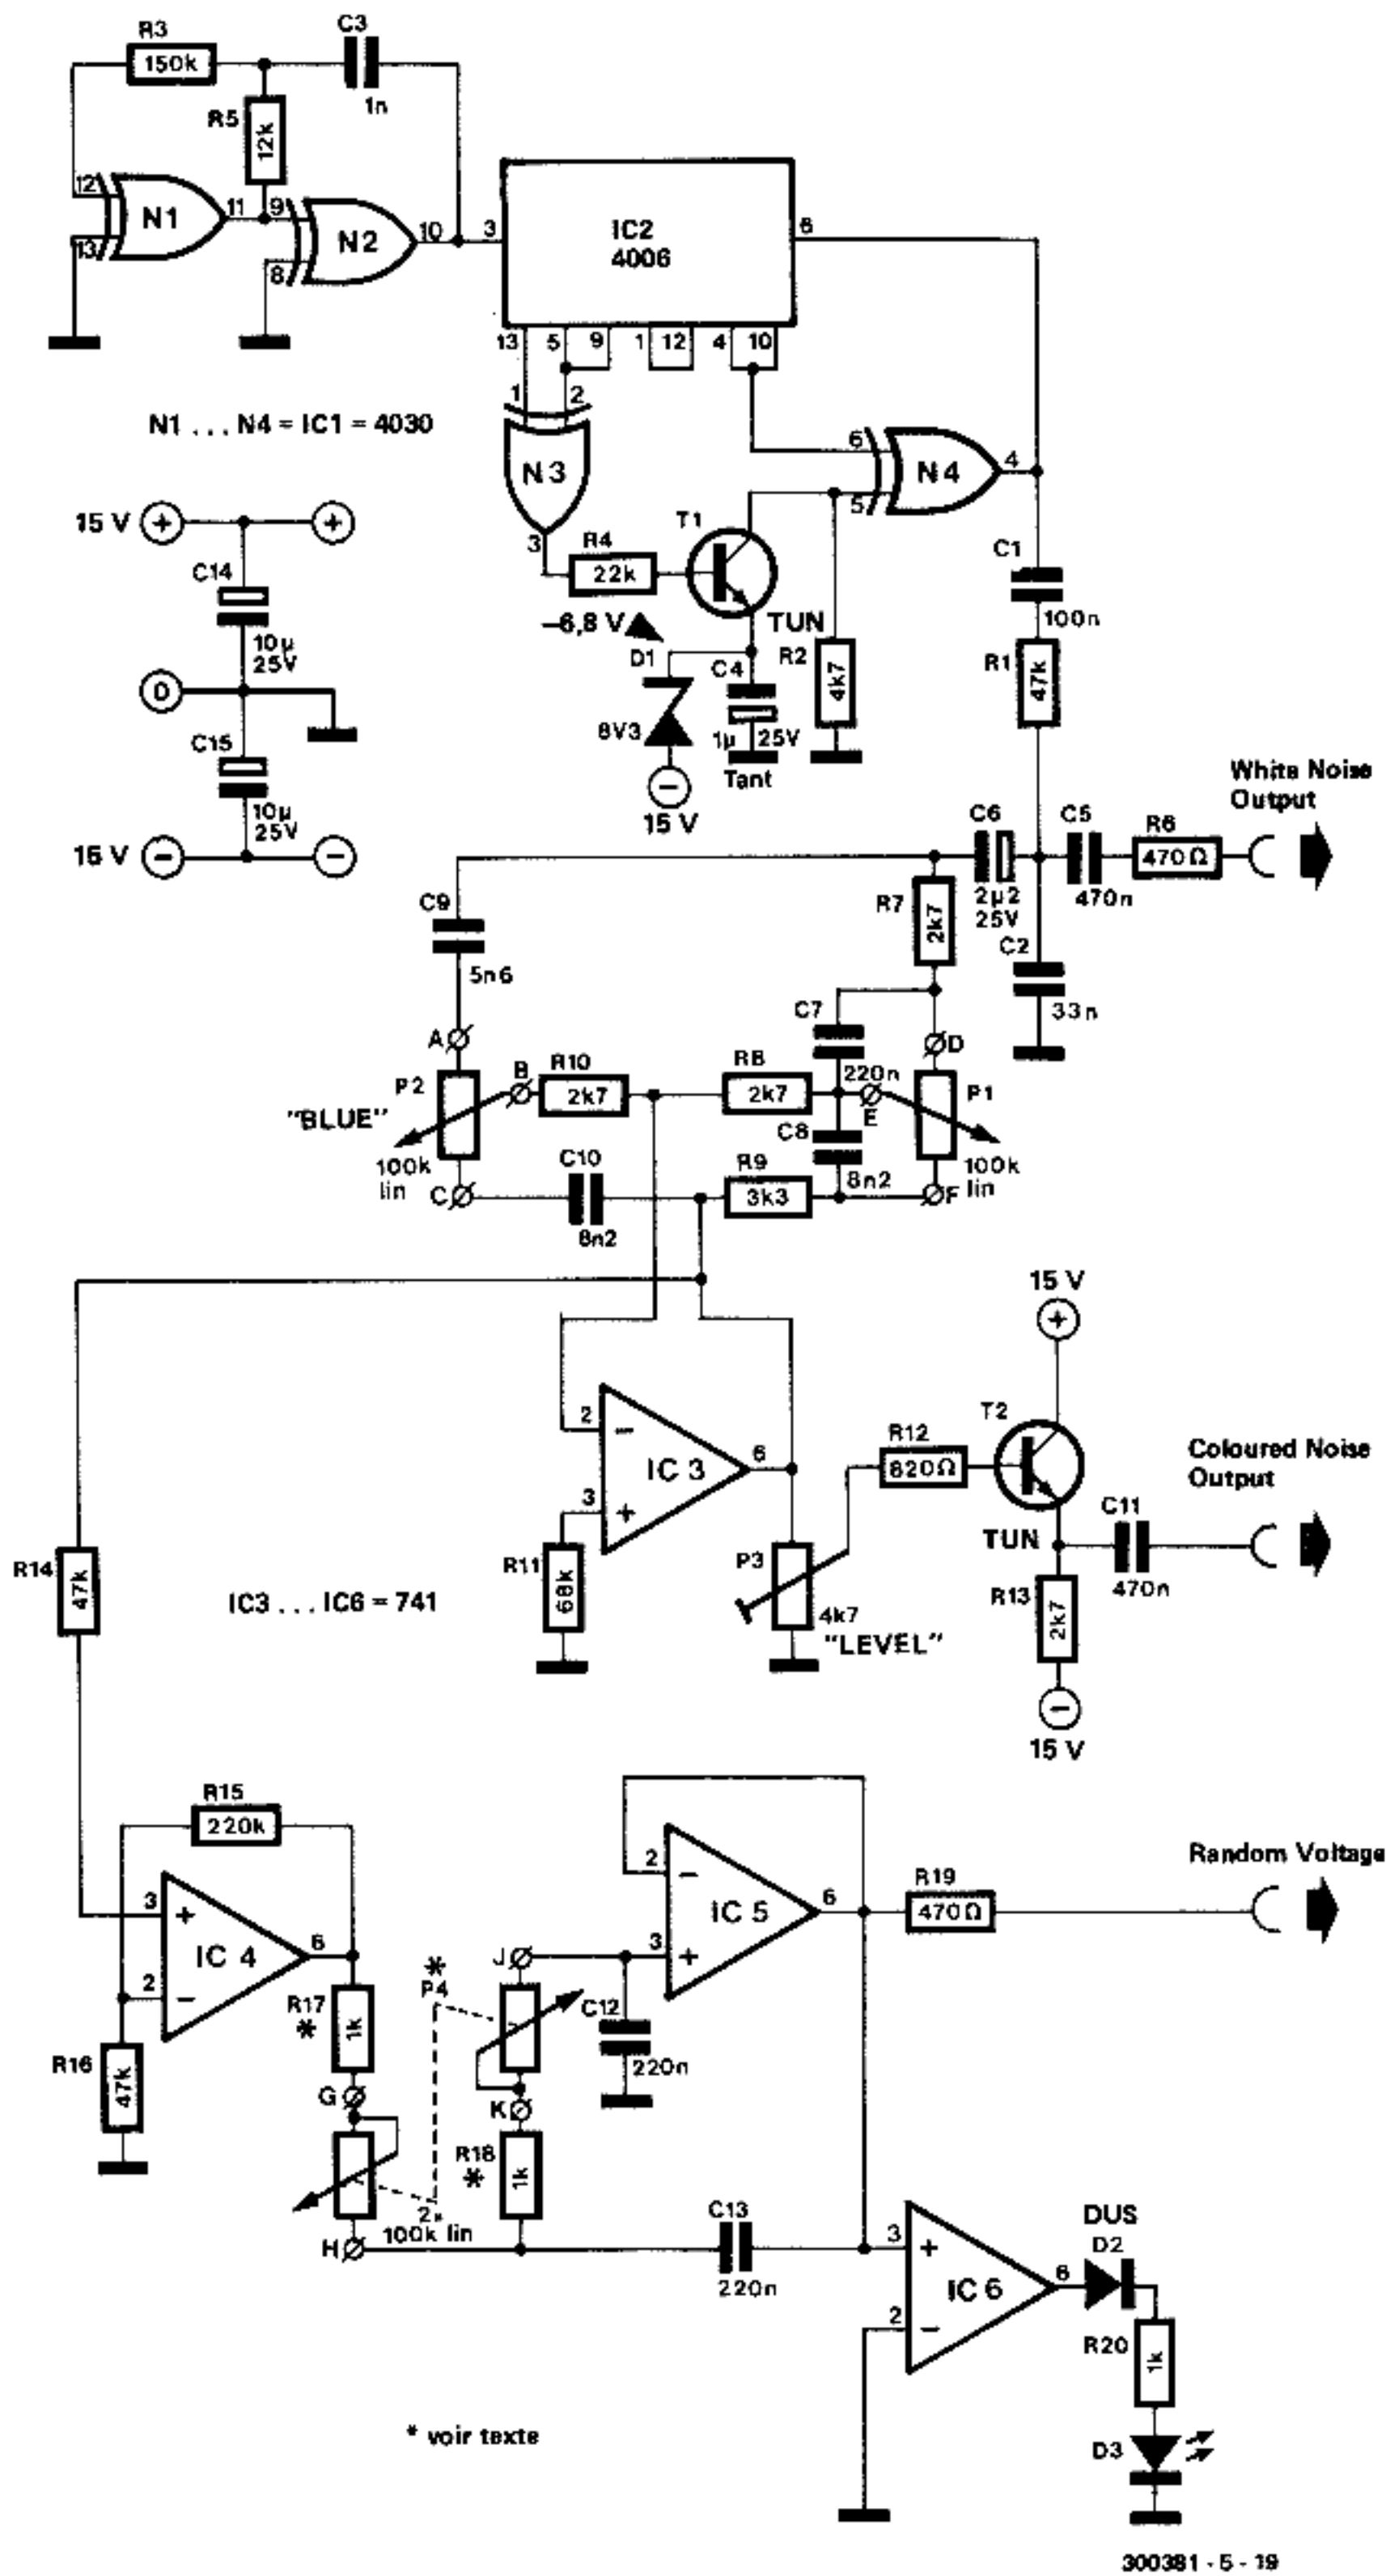 R3
150k
C3
1n
R5
12k
12
13
N1
11
9
8
N2
10
3
IC2
4006
6
13
5
9
1
12
4
10
1
2
N3
3
N1 . . . N4 = IC1 = 4030
6
5
N4
4
15 V
+
+
C14
10µ
25V
0
C15
10µ
25V
15 V
−
−
R4
22k
T1
TUN
−6,8 V
D1
8V3
C4
1µ
25V
Tant
−
15 V
R2
4k7
C1
100n
R1
47k
White Noise
Output
C6
2µ2
25V
C5
470n
R6
470Ω
C2
33n
C9
5n6
R7
2k7
C7
220n
A
P2
"BLUE"
100k
lin
B
R10
2k7
R8
2k7
E
D
P1
100k
lin
C8
8n2
C
C10
8n2
R9
3k3
F
2
−
3
+
IC 3
6
R11
68k
P3
4k7
"LEVEL"
R12
820Ω
15 V
+
T2
TUN
C11
470n
Coloured Noise
Output
R13
2k7
−
15 V
R14
47k
IC3 . . . IC6 = 741
R15
220k
3
+
2
−
IC 4
6
R16
47k
R17
*
1k
G
H
*
P4
2x
100k lin
J
K
R18
*
1k
C12
220n
2
−
3
+
IC 5
6
R19
470Ω
Random Voltage
C13
220n
3
+
2
−
IC 6
6
DUS
D2
R20
1k
D3
* voir texte
300381 - 5 - 19